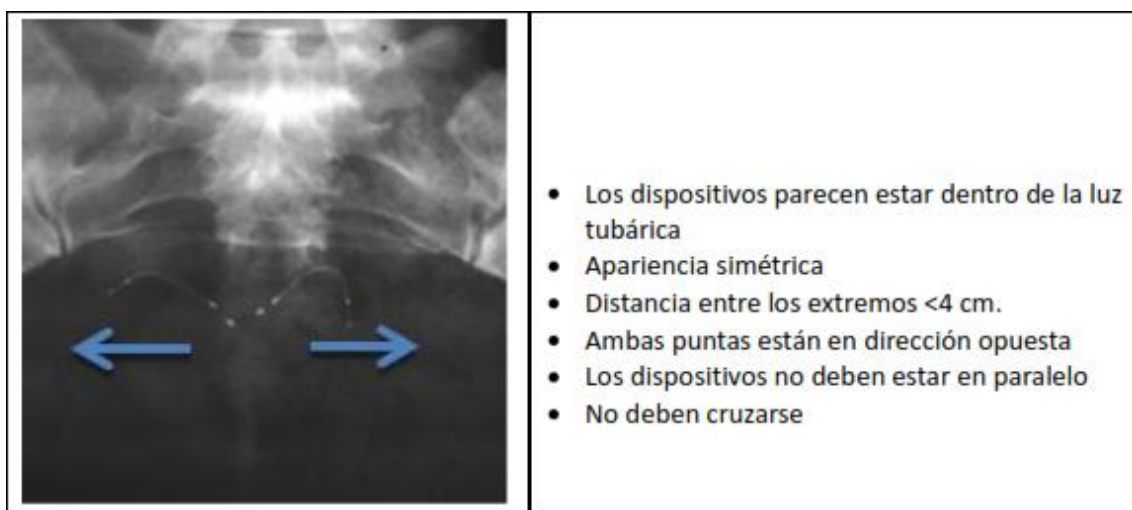 • Los dispositivos parecen estar dentro de la luz
tubárica
• Apariencia simétrica
• Distancia entre los extremos <4 cm.
• Ambas puntas están en dirección opuesta
• Los dispositivos no deben estar en paralelo
• No deben cruzarse